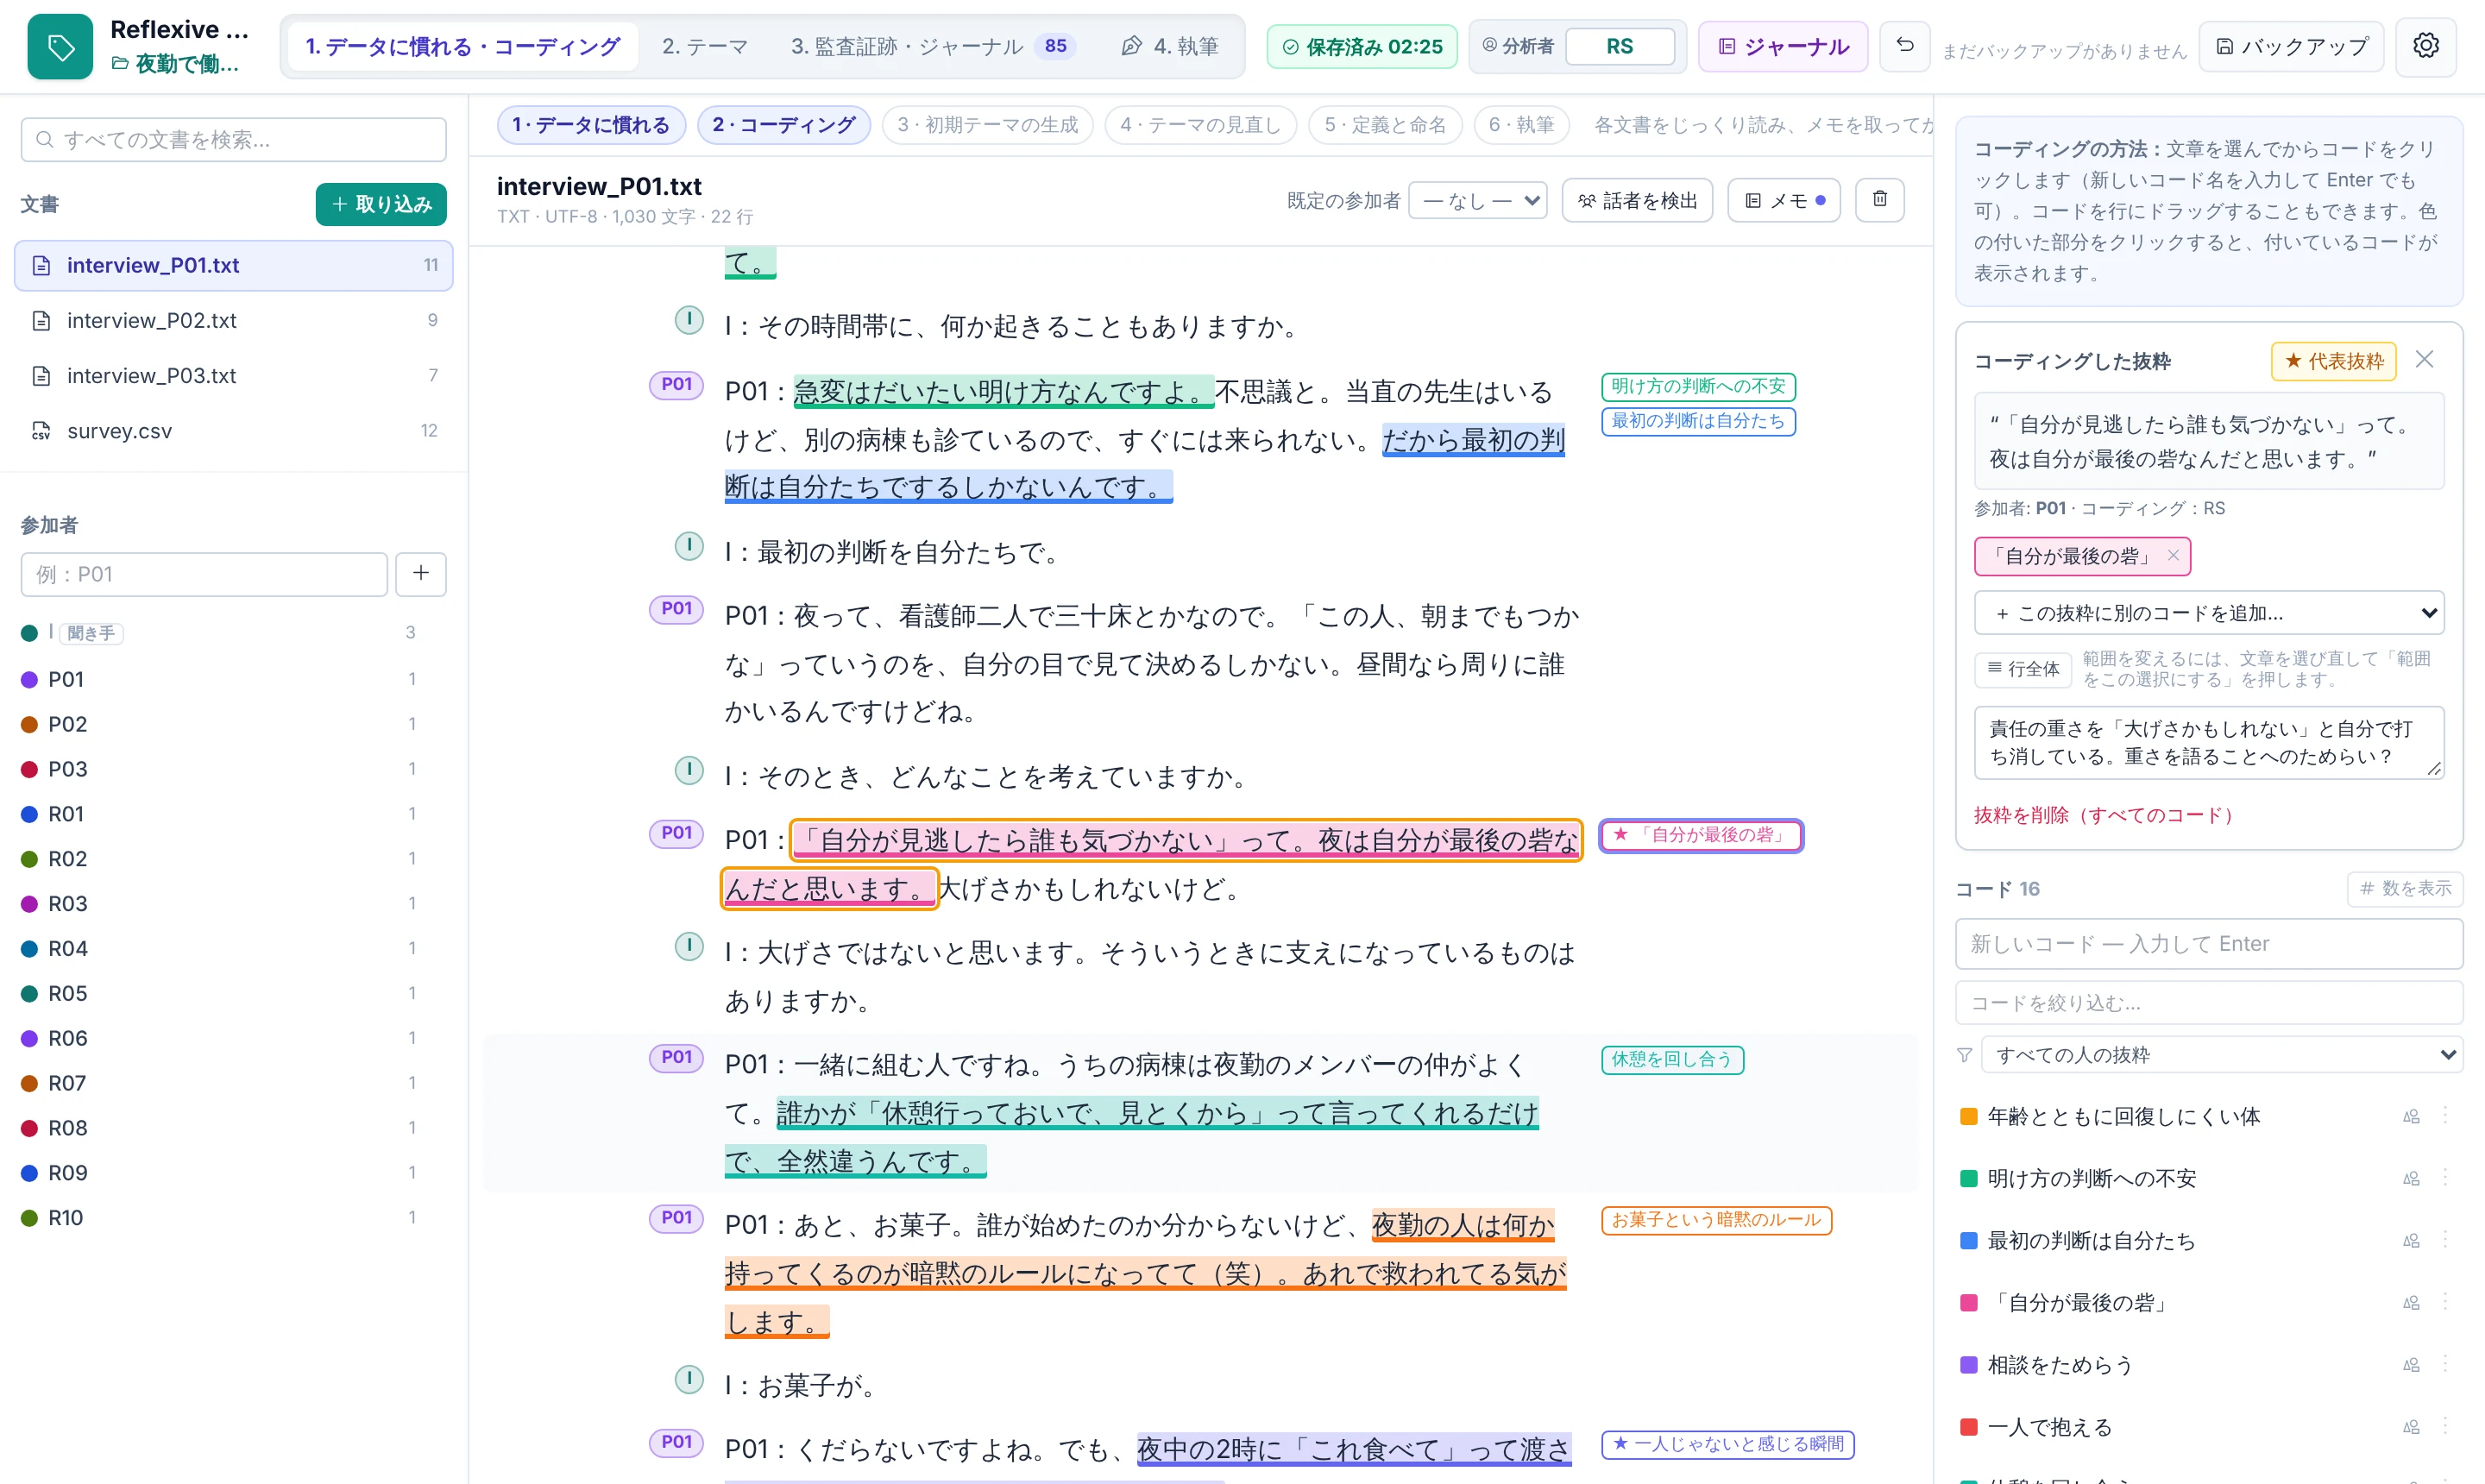 Reflexive ...
夜勤で働...
1. データに慣れる・コーディング
2. テーマ
3. 監査証跡・ジャーナル 85
4. 執筆
保存済み 02:25
分析者 RS
ジャーナル
まだバックアップがありません
バックアップ
すべての文書を検索...
文書
+ 取り込み
interview_P01.txt 11
interview_P02.txt 9
interview_P03.txt 7
survey.csv 12
参加者
例：P01
+
I 聞き手 3
P01 1
P02 1
P03 1
R01 1
R02 1
R03 1
R04 1
R05 1
R06 1
R07 1
R08 1
R09 1
R10 1
1 · データに慣れる
2 · コーディング
3 · 初期テーマの生成
4 · テーマの見直し
5 · 定義と命名
6 · 執筆
各文書をじっくり読み、メモを取ってか
interview_P01.txt
TXT · UTF-8 · 1,030 文字 · 22 行
既定の参加者
— なし —
話者を検出
メモ
て。
I
I：その時間帯に、何か起きることもありますか。
P01
P01：急変はだいたい明け方なんですよ。不思議と。当直の先生はいる
けど、別の病棟も診ているので、すぐには来られない。だから最初の判
断は自分たちでするしかないんです。
明け方の判断への不安
最初の判断は自分たち
I
I：最初の判断を自分たちで。
P01
P01：夜って、看護師二人で三十床とかなので。「この人、朝までもつか
な」っていうのを、自分の目で見て決めるしかない。昼間なら周りに誰
かいるんですけどね。
I
I：そのとき、どんなことを考えていますか。
P01
P01：「自分が見逃したら誰も気づかない」って。夜は自分が最後の砦な
んだと思います。大げさかもしれないけど。
★ 「自分が最後の砦」
I
I：大げさではないと思います。そういうときに支えになっているものは
ありますか。
P01
P01：一緒に組む人ですね。うちの病棟は夜勤のメンバーの仲がよく
て。誰かが「休憩行っておいで、見とくから」って言ってくれるだけ
で、全然違うんです。
休憩を回し合う
P01
P01：あと、お菓子。誰が始めたのか分からないけど、夜勤の人は何か
持ってくるのが暗黙のルールになってて（笑）。あれで救われてる気が
します。
お菓子という暗黙のルール
I
I：お菓子が。
P01
P01：くだらないですよね。でも、夜中の2時に「これ食べて」って渡さ
★ 一人じゃないと感じる瞬間
コーディングの方法：文章を選んでからコードをクリ
ックします（新しいコード名を入力して Enter でも
可）。コードを行にドラッグすることもできます。色
の付いた部分をクリックすると、付いているコードが
表示されます。
コーディングした抜粋
★ 代表抜粋
“「自分が見逃したら誰も気づかない」って。
夜は自分が最後の砦なんだと思います。”
参加者: P01 · コーディング：RS
「自分が最後の砦」 ×
+ この抜粋に別のコードを追加...
行全体
範囲を変えるには、文章を選び直して「範囲
をこの選択にする」を押します。
責任の重さを「大げさかもしれない」と自分で打
ち消している。重さを語ることへのためらい？
抜粋を削除（すべてのコード）
コード 16
# 数を表示
新しいコード — 入力して Enter
コードを絞り込む...
すべての人の抜粋
年齢とともに回復しにくい体
明け方の判断への不安
最初の判断は自分たち
「自分が最後の砦」
相談をためらう
一人で抱える